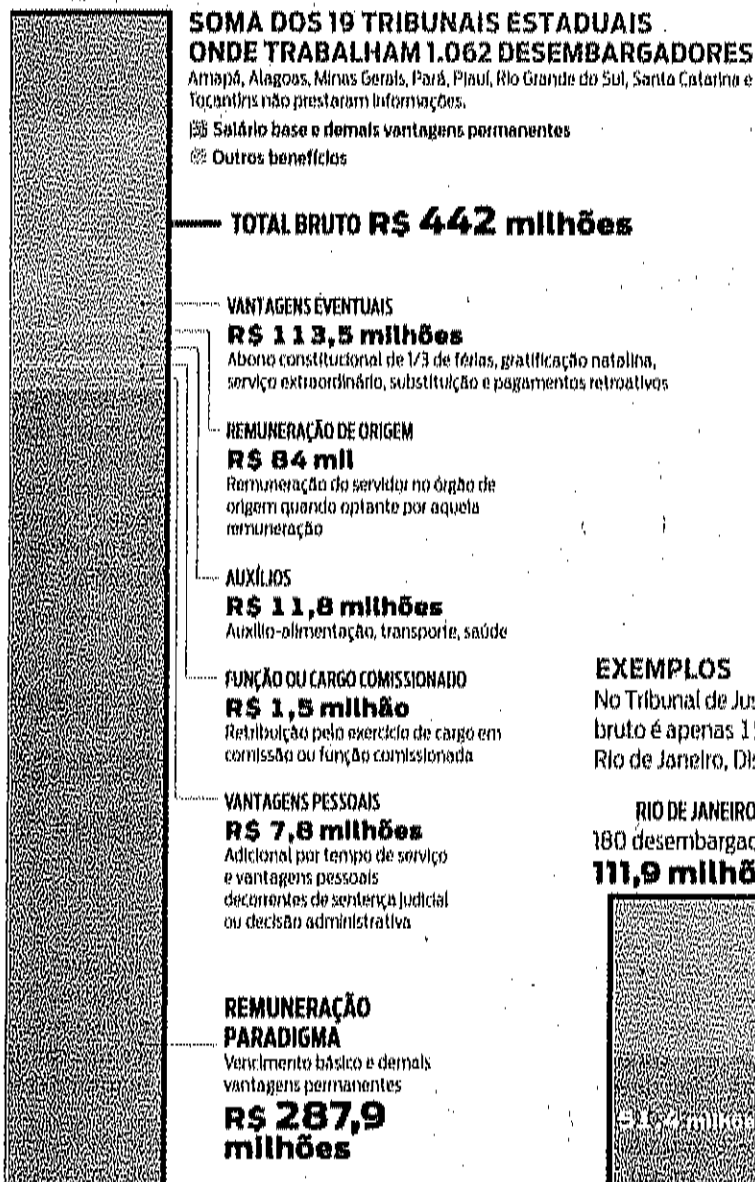 SOMA DOS 19 TRIBUNAIS ESTADUAIS
ONDE TRABALHAM 1.062 DESEMBARGADORES
Amapá, Alagoas, Minas Gerais, Pará, Piauí, Rio Grande do Sul, Santa Catarina e
Tocantins não prestaram informações.
Salário base e demais vantagens permanentes
Outros benefícios
TOTAL BRUTO R$ 442 milhões
VANTAGENS EVENTUAIS
R$ 113,5 milhões
Abono constitucional de 1/3 de férias, gratificação natalina,
serviço extraordinário, substituição e pagamentos retroativos
REMUNERAÇÃO DE ORIGEM
R$ 84 mil
Remuneração do servidor no órgão de
origem quando optante por aquela
remuneração
AUXÍLIOS
R$ 11,8 milhões
Auxílio-alimentação, transporte, saúde
FUNÇÃO OU CARGO COMISSIONADO
R$ 1,5 milhão
Retribuição pelo exercício de cargo em
comissão ou função comissionada
VANTAGENS PESSOAIS
R$ 7,8 milhões
Adicional por tempo de serviço
e vantagens pessoais
decorrentes de sentença judicial
ou decisão administrativa
REMUNERAÇÃO
PARADIGMA
Vencimento básico e demais
vantagens permanentes
R$ 287,9
milhões
EXEMPLOS
No Tribunal de Jus
bruto é apenas 1
Rio de Janeiro, Dis
RIO DE JANEIRO
180 desembargad
111,9 milhõ